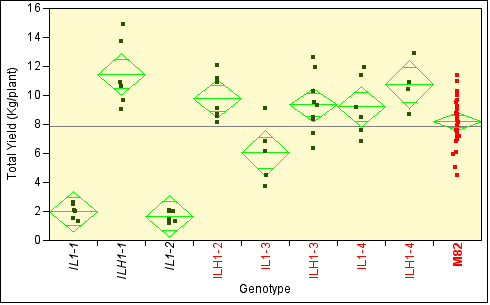 Total Yield (Kg/plant)
16
14
12
10
8
6
4
2
0
IL1-1
ILH1-1
IL1-2
ILH1-2
IL1-3
ILH1-3
IL1-4
ILH1-4
M82
Genotype